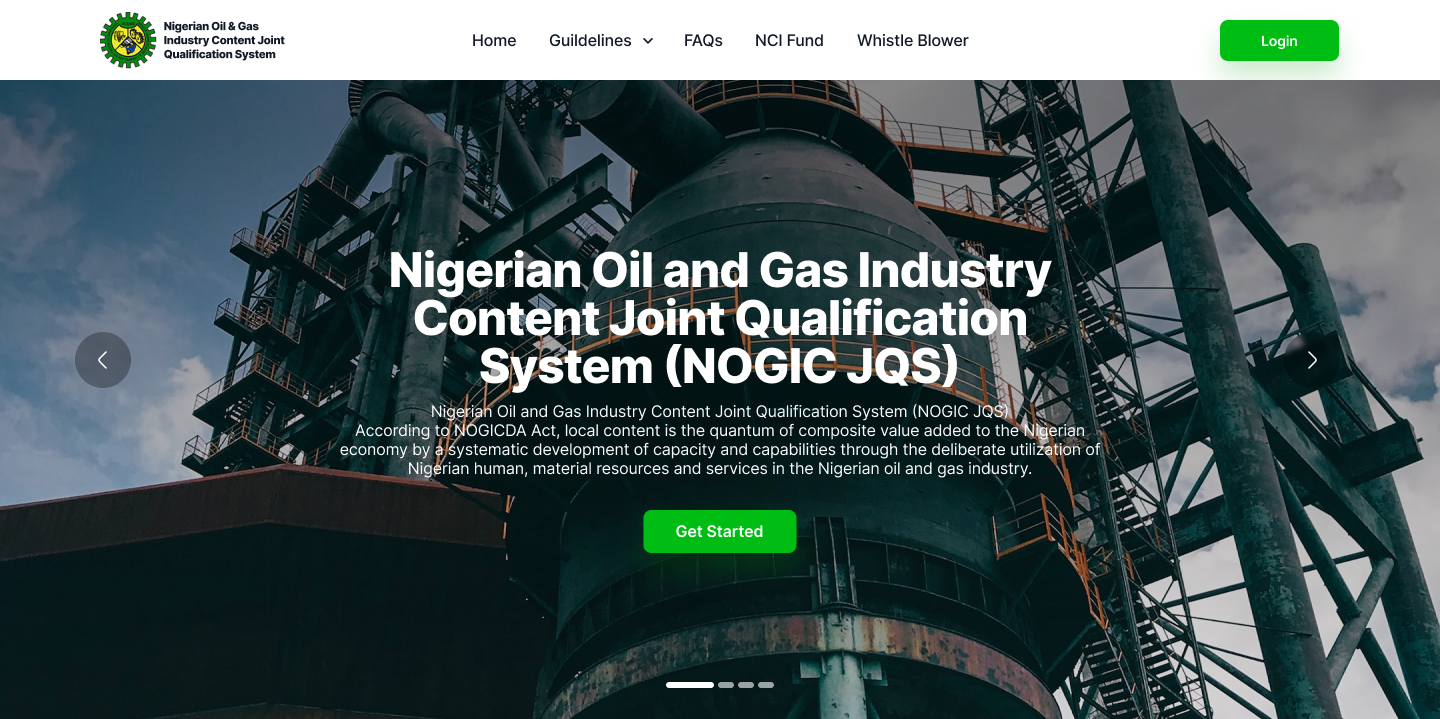 Nigerian Oil & Gas
Industry Content Joint
Qualification System
Home
Guildelines
FAQs
NCI Fund
Whistle Blower
Login
Nigerian Oil and Gas Industry
Content Joint Qualification
System (NOGIC JQS)
Nigerian Oil and Gas Industry Content Joint Qualification System (NOGIC JQS)
According to NOGICDA Act, local content is the quantum of composite value added to the Nigerian
economy by a systematic development of capacity and capabilities through the deliberate utilization of
Nigerian human, material resources and services in the Nigerian oil and gas industry.
Get Started